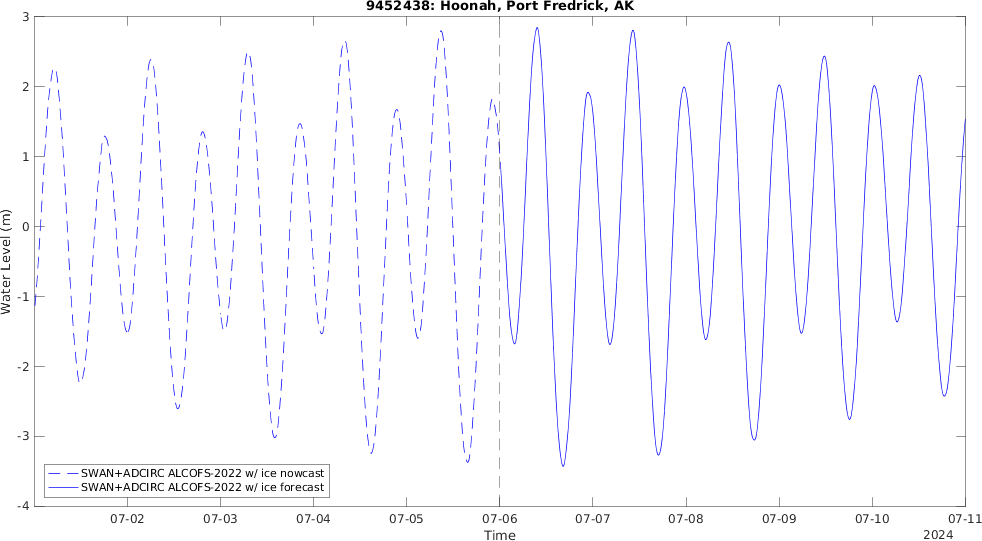 9452438: Hoonah, Port Fredrick, AK
3
2
1
0
-1
-2
-3
-4
Water Level (m)
SWAN+ADCIRC ALCOFS-2022 w/ ice nowcast
SWAN+ADCIRC ALCOFS-2022 w/ ice forecast
07-02 07-03 07-04 07-05 07-06 07-07 07-08 07-09 07-10 07-11
Time
2024